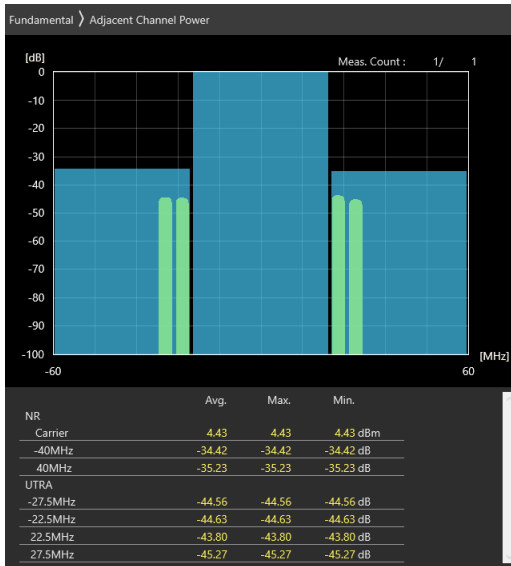 Fundamental ⟩ Adjacent Channel Power
[dB]
Meas. Count : 1/ 1
0
-10
-20
-30
-40
-50
-60
-70
-80
-90
-100
[MHz]
-60 60
Avg. Max. Min.
NR
Carrier 4.43 4.43 4.43 dBm
-40MHz -34.42 -34.42 -34.42 dB
40MHz -35.23 -35.23 -35.23 dB
UTRA
-27.5MHz -44.56 -44.56 -44.56 dB
-22.5MHz -44.63 -44.63 -44.63 dB
22.5MHz -43.80 -43.80 -43.80 dB
27.5MHz -45.27 -45.27 -45.27 dB